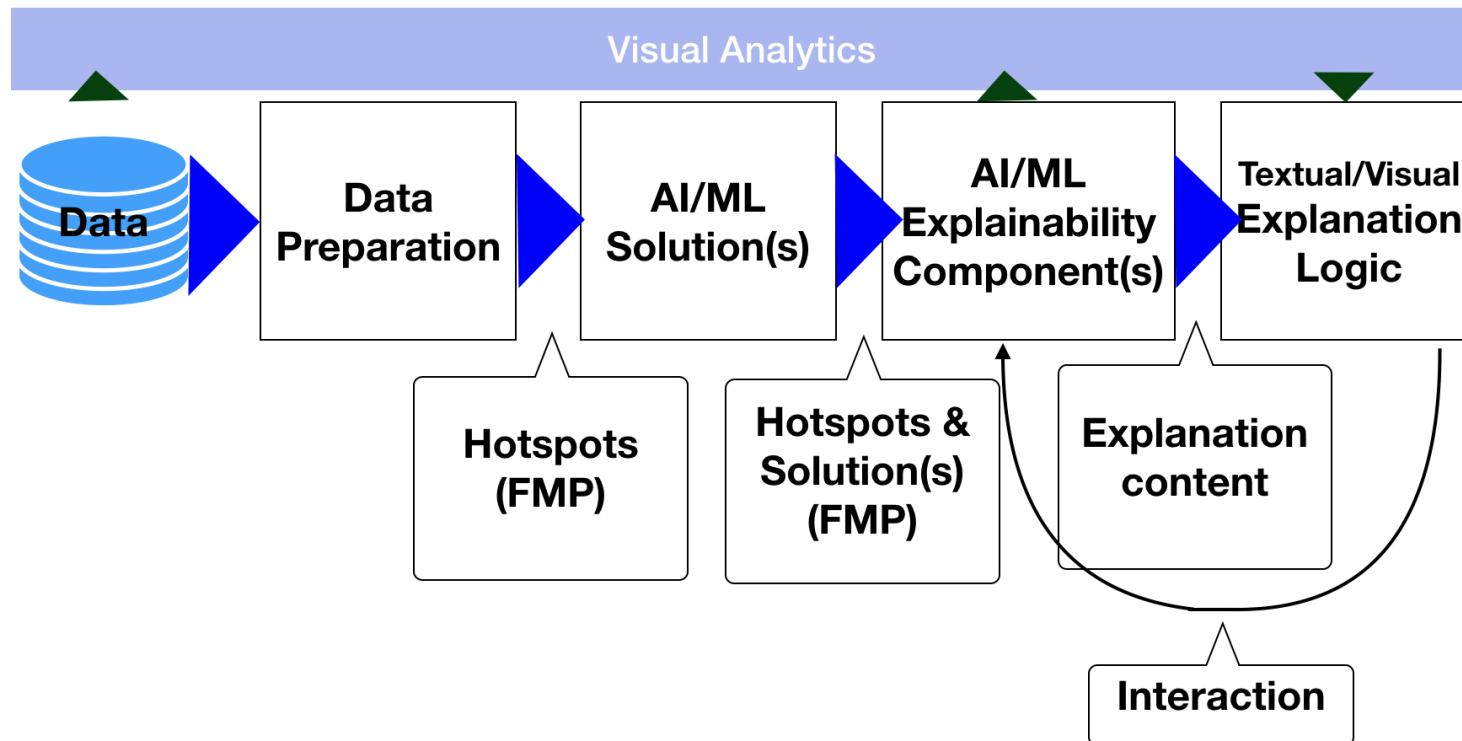 Visual Analytics
Data
Data
Preparation
AI/ML
Solution(s)
AI/ML
Explainability
Component(s)
Textual/Visual
Explanation
Logic
Hotspots
(FMP)
Hotspots &
Solution(s)
(FMP)
Explanation
content
Interaction